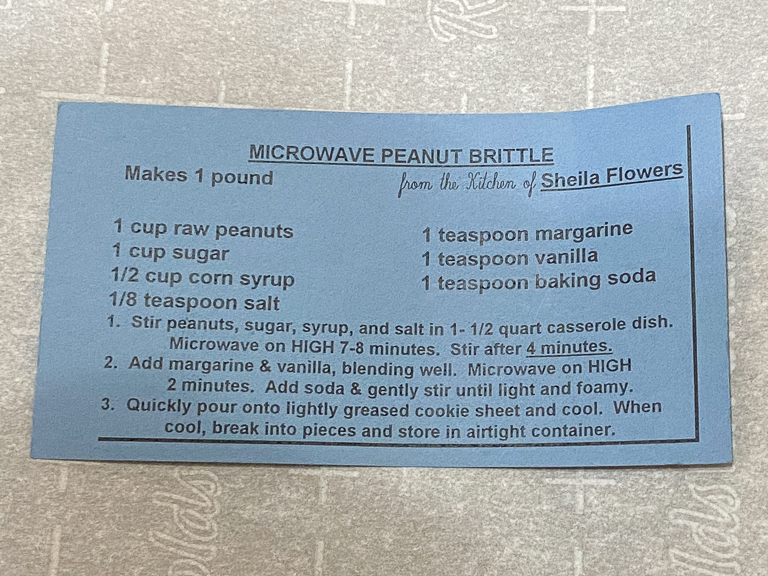 MICROWAVE PEANUT BRITTLE
Makes 1 pound
from the Kitchen of Sheila Flowers
1 cup raw peanuts
1 cup sugar
1/2 cup corn syrup
1/8 teaspoon salt
1 teaspoon margarine
1 teaspoon vanilla
1 teaspoon baking soda
1. Stir peanuts, sugar, syrup, and salt in 1- 1/2 quart casserole dish.
Microwave on HIGH 7-8 minutes. Stir after 4 minutes.
2. Add margarine & vanilla, blending well. Microwave on HIGH
2 minutes. Add soda & gently stir until light and foamy.
3. Quickly pour onto lightly greased cookie sheet and cool. When
cool, break into pieces and store in airtight container.